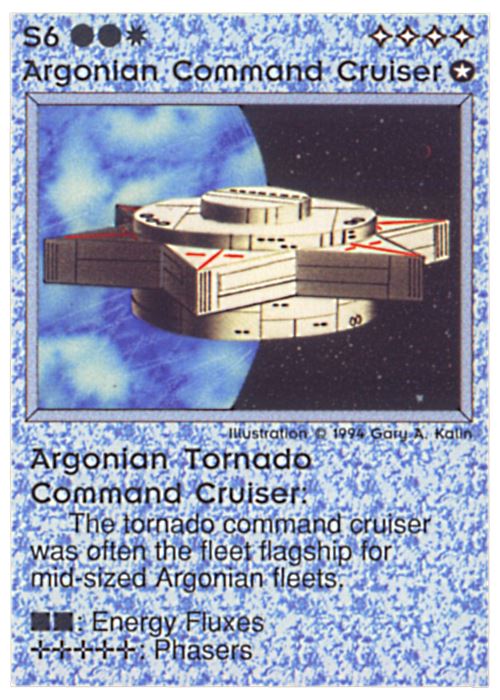 S6
Argonian Command Cruiser
Illustration © 1994 Gary A. Kalin
Argonian Tornado
Command Cruiser:
The tornado command cruiser
was often the fleet flagship for
mid-sized Argonian fleets.
: Energy Fluxes
: Phasers